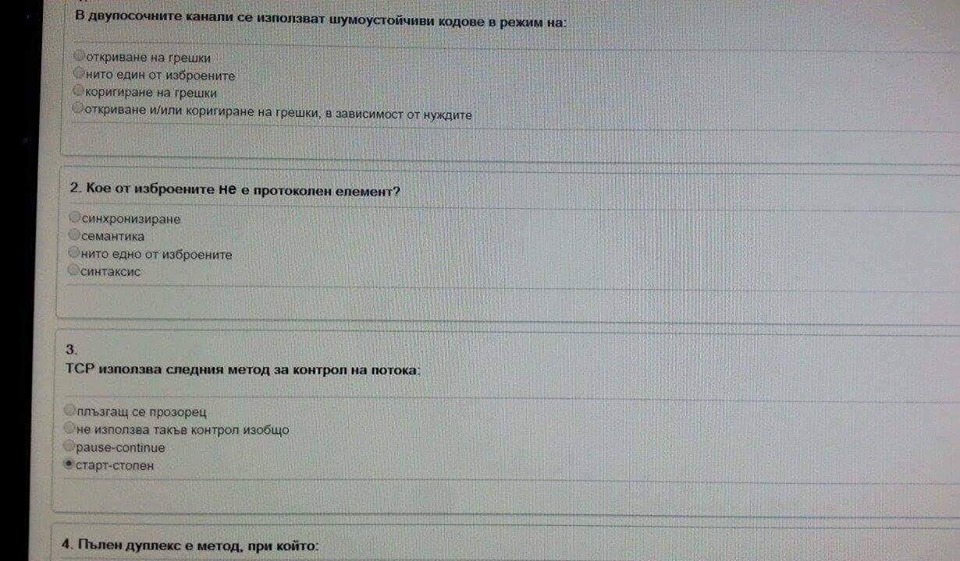 В двупосочните канали се използват шумоустойчиви кодове в режим на:
откриване на грешки
нито един от изброените
коригиране на грешки
откриване и/или коригиране на грешки, в зависимост от нуждите
2. Кое от изброените не е протоколен елемент?
синхронизиране
семантика
нито едно от изброените
синтаксис
3.
TCP използва следния метод за контрол на потока:
плъзгащ се прозорец
не използва такъв контрол изобщо
pause-continue
старт-стопен
4. Пълен дуплекс е метод, при който: